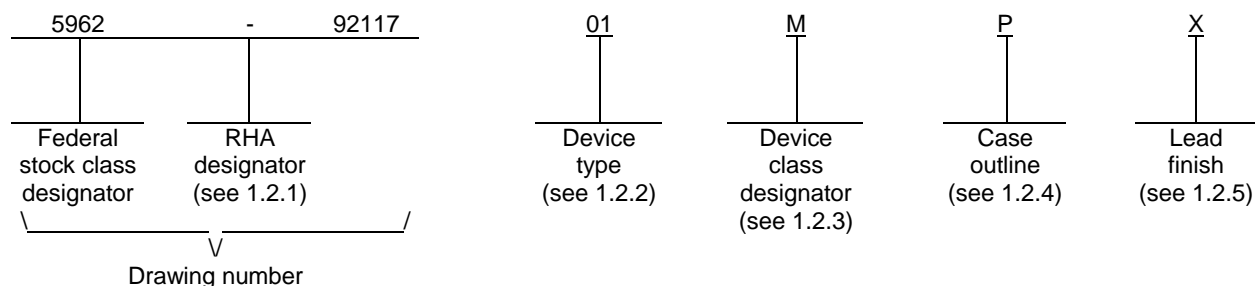 5962 - 92117 01 M P X
Federal stock class designator
RHA designator (see 1.2.1)
Device type (see 1.2.2)
Device class designator (see 1.2.3)
Case outline (see 1.2.4)
Lead finish (see 1.2.5)
\ /
\/
Drawing number